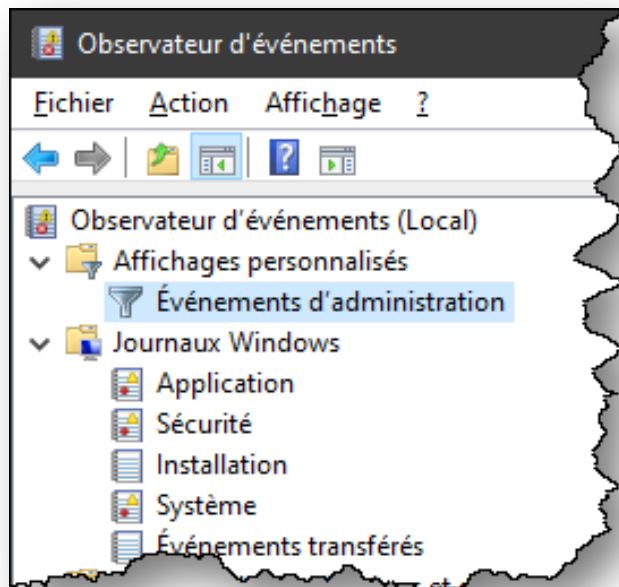 Observateur d'événements
Fichier Action Affichage ?
Observateur d'événements (Local)
Affichages personnalisés
Événements d'administration
Journaux Windows
Application
Sécurité
Installation
Système
Événements transférés